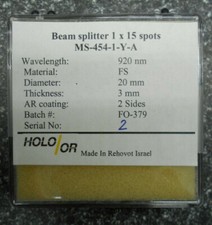 Beam splitter 1 x 15 spots
MS-454-1-Y-A
Wavelength: 920 nm
Material: FS
Diameter: 20 mm
Thickness: 3 mm
AR coating: 2 Sides
Batch #: FO-379
Serial No: 2
HOLO/OR Made In Rehovot Israel